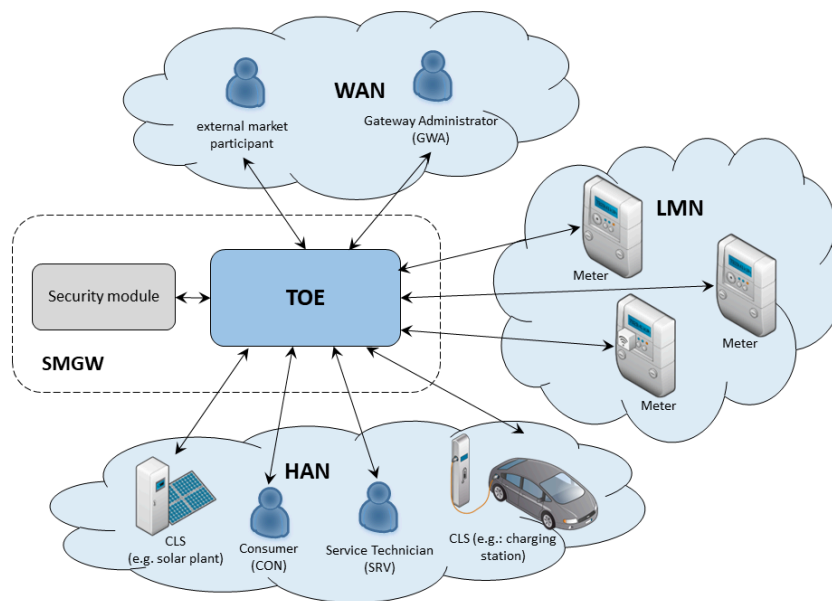 WAN
external market
participant
Gateway Administrator
(GWA)
LMN
Meter
Meter
Meter
Security module
TOE
SMGW
HAN
CLS
(e.g. solar plant)
Consumer
(CON)
Service Technician
(SRV)
CLS (e.g.: charging
station)